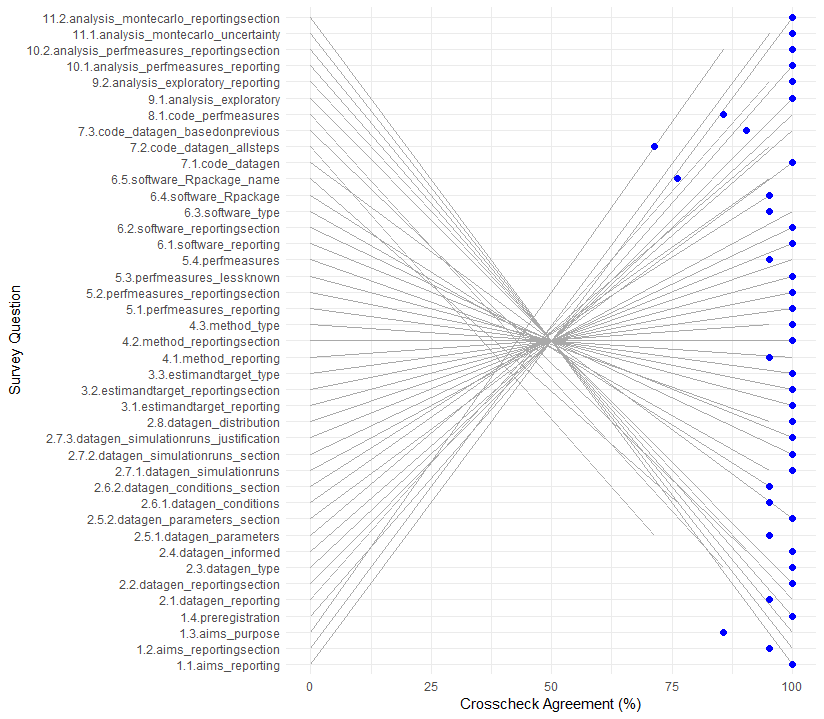 11.2.analysis_montecarlo_reportingsection
11.1.analysis_montecarlo_uncertainty
10.2.analysis_perfmeasures_reportingsection
10.1.analysis_perfmeasures_reporting
9.2.analysis_exploratory_reporting
9.1.analysis_exploratory
8.1.code_perfmeasures
7.3.code_datagen_basedonprevious
7.2.code_datagen_allsteps
7.1.code_datagen
6.5.software_Rpackage_name
6.4.software_Rpackage
6.3.software_type
6.2.software_reportingsection
6.1.software_reporting
5.4.perfmeasures
5.3.perfmeasures_lessknown
5.2.perfmeasures_reportingsection
5.1.perfmeasures_reporting
4.3.method_type
4.2.method_reportingsection
4.1.method_reporting
3.3.estimandtarget_type
3.2.estimandtarget_reportingsection
3.1.estimandtarget_reporting
2.8.datagen_distribution
2.7.3.datagen_simulationruns_justification
2.7.2.datagen_simulationruns_section
2.7.1.datagen_simulationruns
2.6.2.datagen_conditions_section
2.6.1.datagen_conditions
2.5.2.datagen_parameters_section
2.5.1.datagen_parameters
2.4.datagen_informed
2.3.datagen_type
2.2.datagen_reportingsection
2.1.datagen_reporting
1.4.preregistration
1.3.aims_purpose
1.2.aims_reportingsection
1.1.aims_reporting
Survey Question
0 25 50 75 100
Crosscheck Agreement (%)